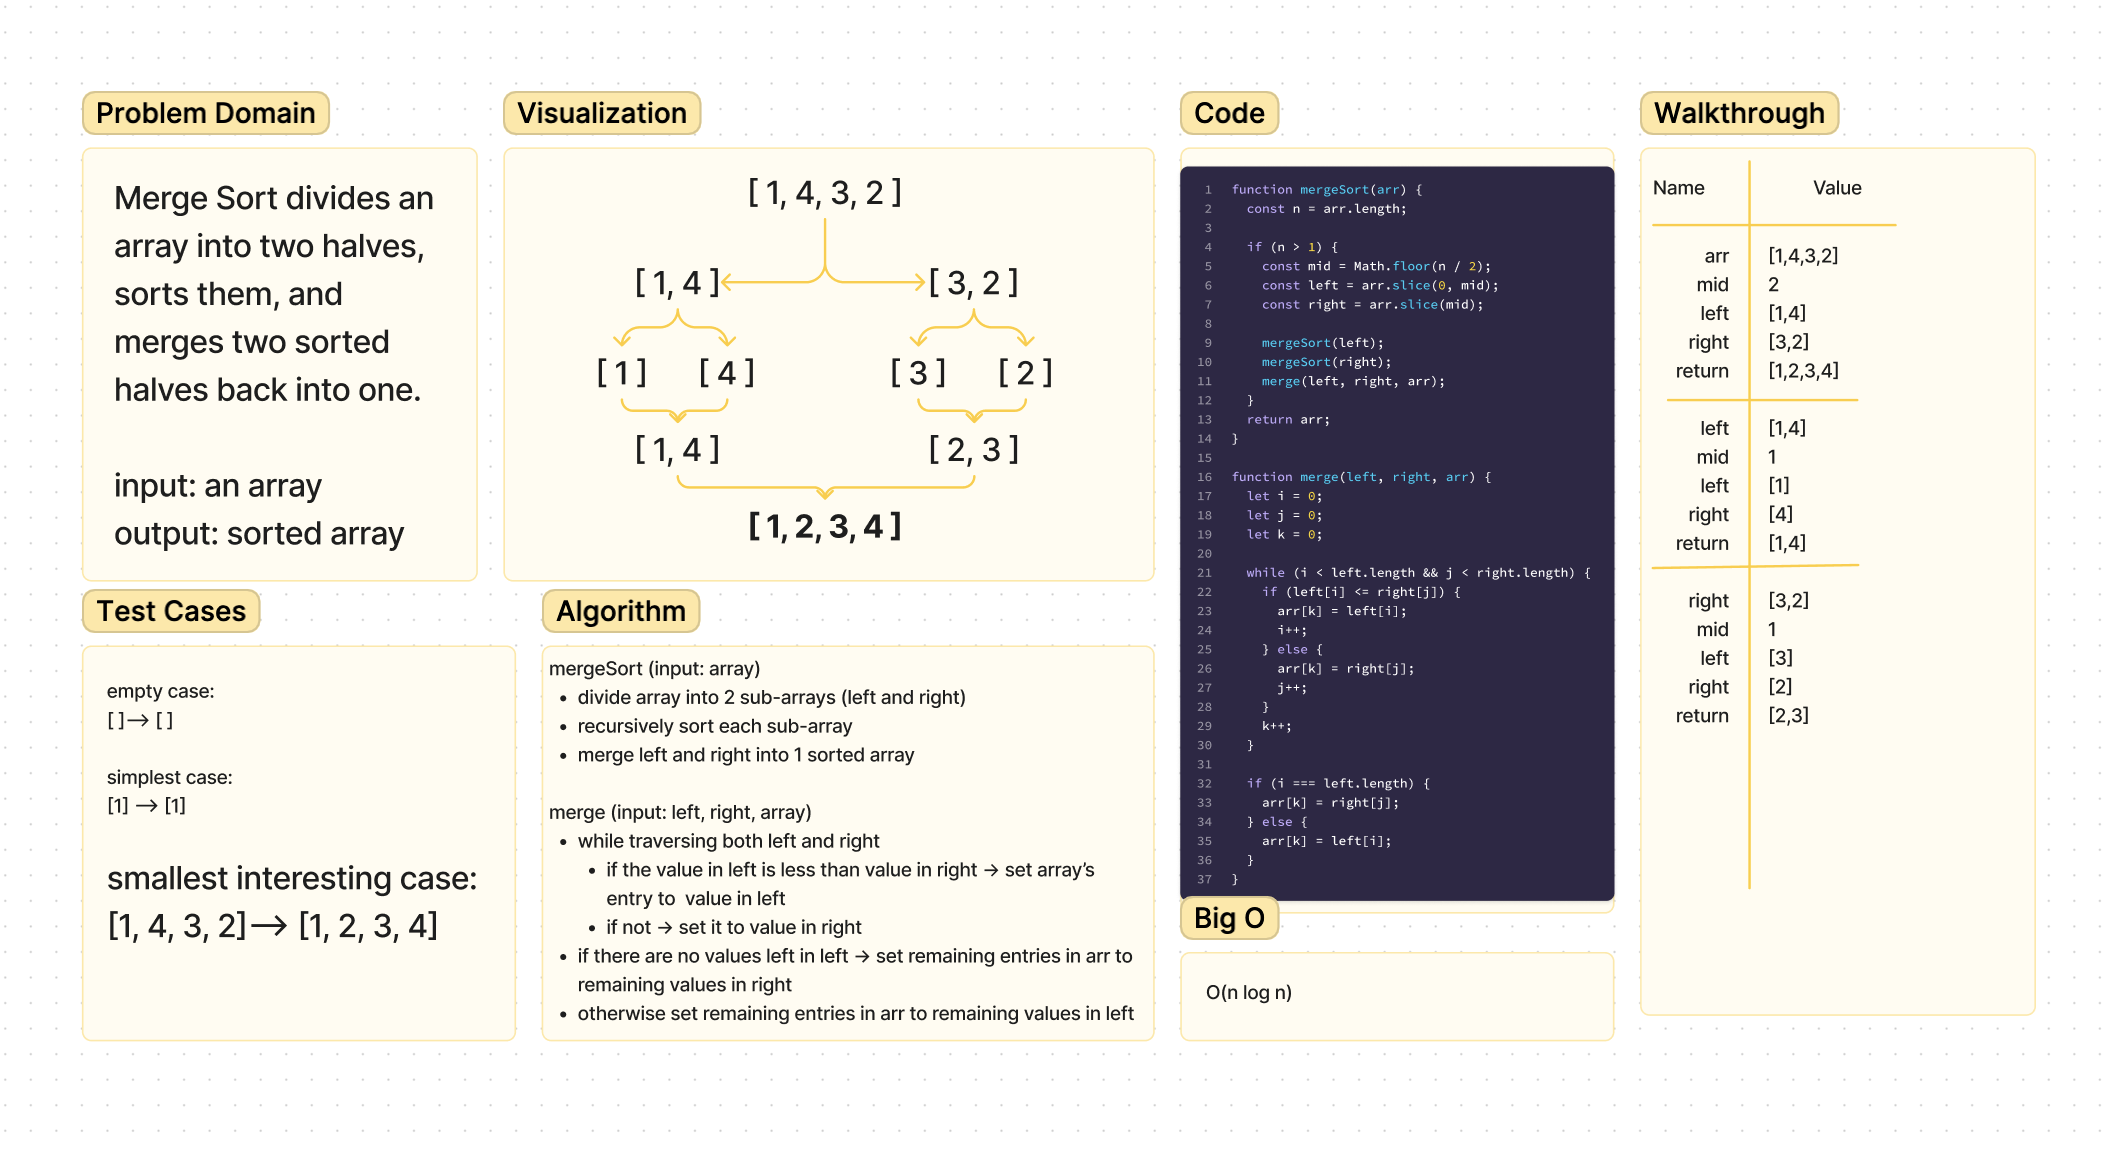 Problem Domain
Merge Sort divides an
array into two halves,
sorts them, and
merges two sorted
halves back into one.
input: an array
output: sorted array
Visualization
[ 1, 4, 3, 2 ]
[ 1, 4 ] [ 3, 2 ]
[ 1 ] [ 4 ] [ 3 ] [ 2 ]
[ 1, 4 ] [ 2, 3 ]
[ 1, 2, 3, 4 ]
Test Cases
empty case:
[ ]→ [ ]
simplest case:
[1] → [1]
smallest interesting case:
[1, 4, 3, 2]→ [1, 2, 3, 4]
Algorithm
mergeSort (input: array)
• divide array into 2 sub-arrays (left and right)
• recursively sort each sub-array
• merge left and right into 1 sorted array
merge (input: left, right, array)
• while traversing both left and right
• if the value in left is less than value in right → set array's
entry to  value in left
• if not → set it to value in right
• if there are no values left in left → set remaining entries in arr to
remaining values in right
• otherwise set remaining entries in arr to remaining values in left
Code
1 function mergeSort(arr) {
2   const n = arr.length;
3
4   if (n > 1) {
5     const mid = Math.floor(n / 2);
6     const left = arr.slice(0, mid);
7     const right = arr.slice(mid);
8
9     mergeSort(left);
10     mergeSort(right);
11     merge(left, right, arr);
12   }
13   return arr;
14 }
15
16 function merge(left, right, arr) {
17   let i = 0;
18   let j = 0;
19   let k = 0;
20
21   while (i < left.length && j < right.length) {
22     if (left[i] <= right[j]) {
23       arr[k] = left[i];
24       i++;
25     } else {
26       arr[k] = right[j];
27       j++;
28     }
29     k++;
30   }
31
32   if (i === left.length) {
33     arr[k] = right[j];
34   } else {
35     arr[k] = left[i];
36   }
37 }
Big O
O(n log n)
Walkthrough
Name Value
arr [1,4,3,2]
mid 2
left [1,4]
right [3,2]
return [1,2,3,4]
left [1,4]
mid 1
left [1]
right [4]
return [1,4]
right [3,2]
mid 1
left [3]
right [2]
return [2,3]